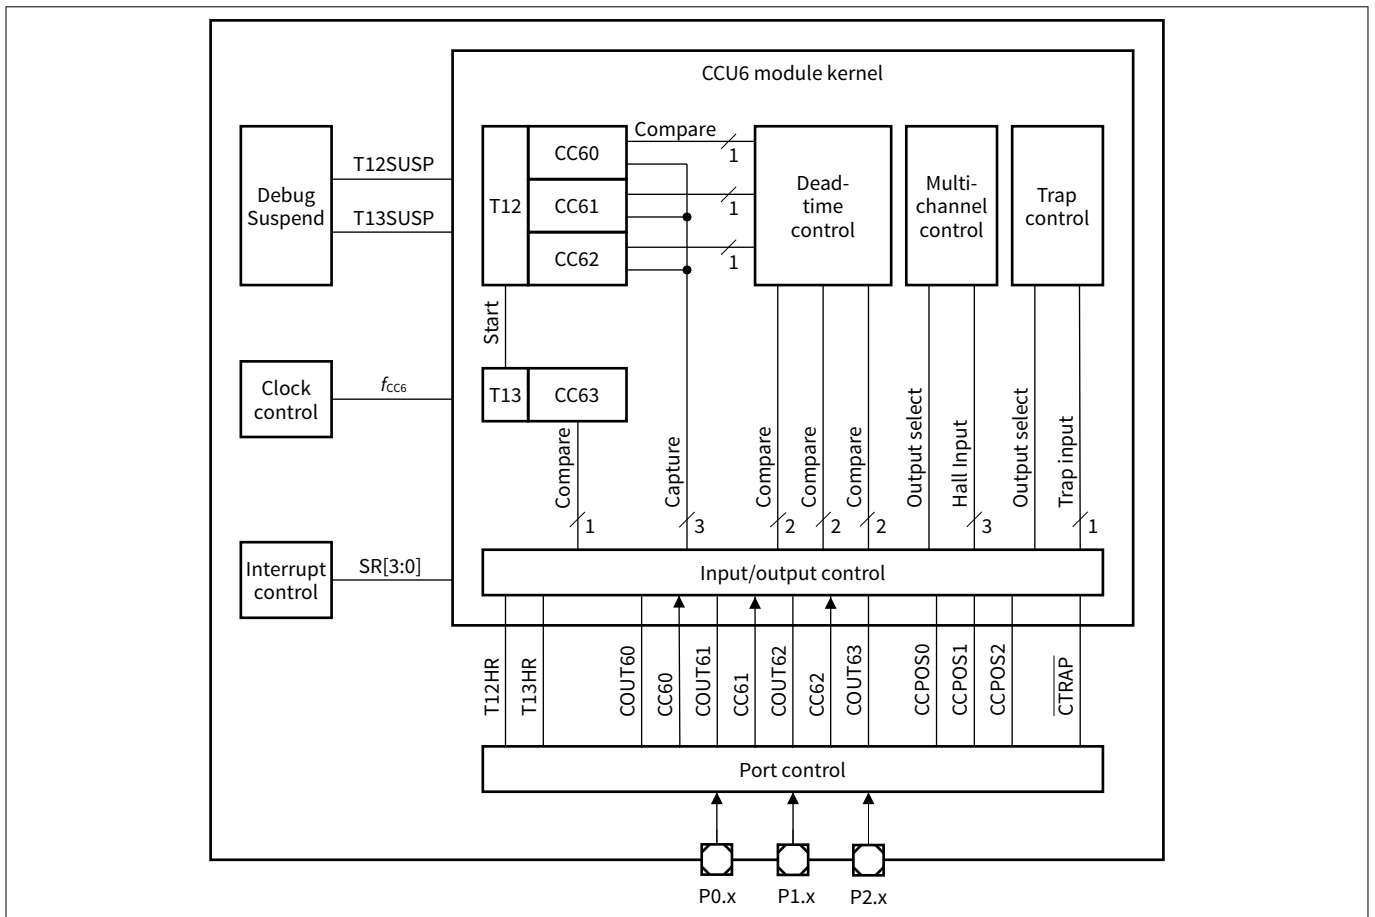 CCU6 module kernel
Debug
Suspend
T12SUSP
T13SUSP
T12
CC60
CC61
CC62
Compare
1
1
1
Dead-
time
control
Multi-
channel
control
Trap
control
Start
Clock
control
fCC6
T13
CC63
Compare
1
Capture
3
Compare
2
Compare
2
Compare
2
Output select
Hall Input
3
Output select
Trap input
1
Interrupt
control
SR[3:0]
Input/output control
T12HR
T13HR
COUT60
CC60
COUT61
CC61
COUT62
CC62
COUT63
CCPOS0
CCPOS1
CCPOS2
CTRAP
Port control
P0.x
P1.x
P2.x